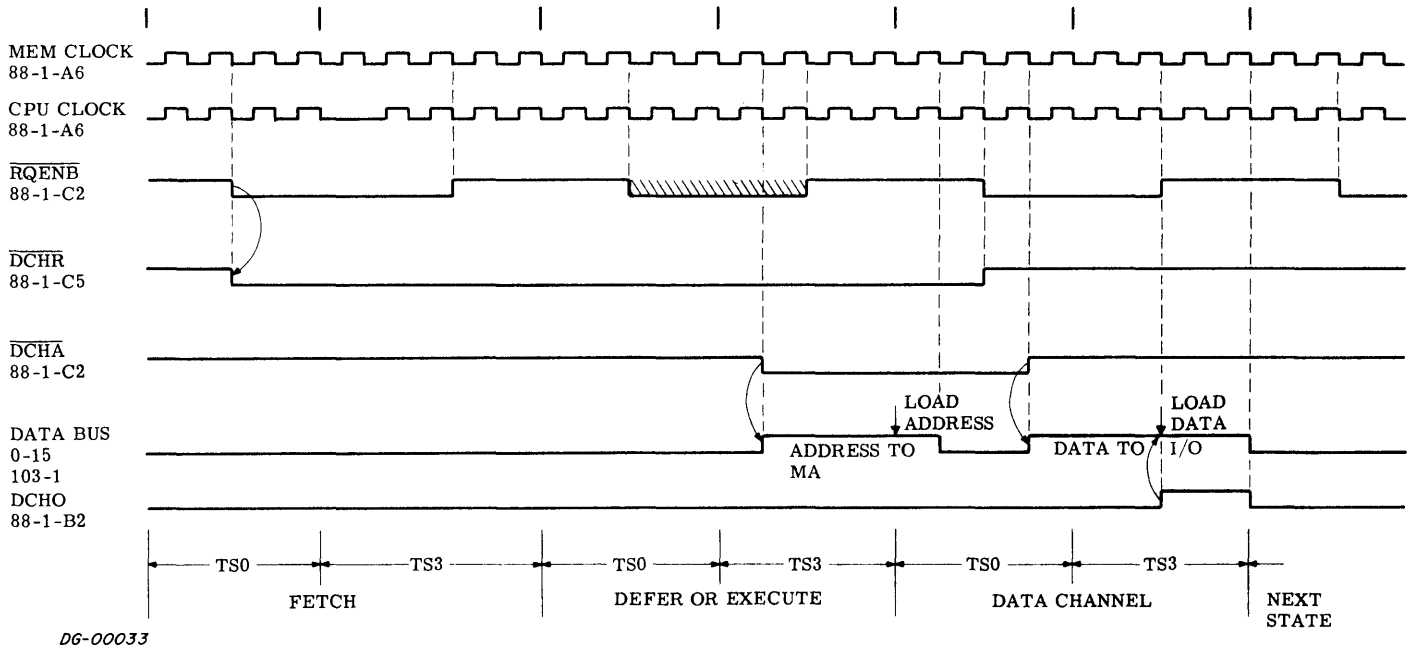 MEM CLOCK
88-1-A6
CPU CLOCK
88-1-A6
RQENB
88-1-C2
DCHR
88-1-C5
DCHA
88-1-C2
LOAD
ADDRESS
LOAD
DATA
DATA BUS
0-15
103-1
ADDRESS TO
MA
DATA TO I/O
DCHO
88-1-B2
TS0 TS3 TS0 TS3 TS0 TS3
FETCH DEFER OR EXECUTE DATA CHANNEL NEXT
STATE
DG-00033